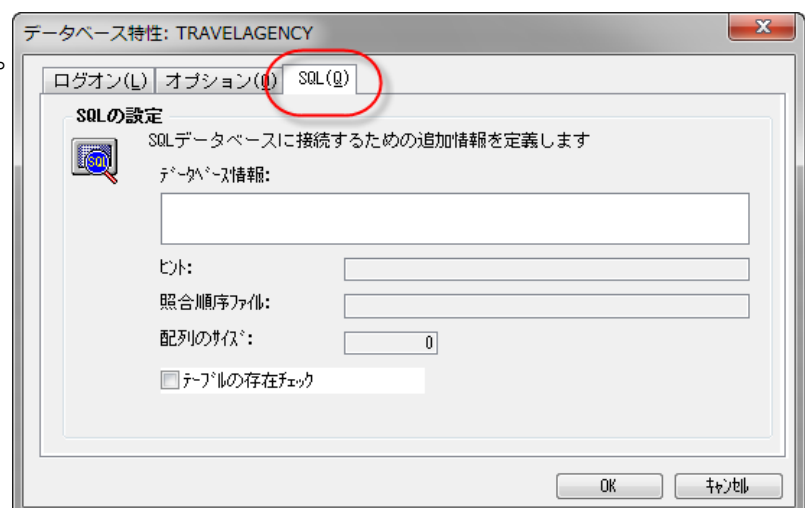 データベース特性: TRAVELAGENCY
。
ログオン(L) オプション(O) SQL(Q)
SQLの設定
SQL
SQLデータベースに接続するための追加情報を定義します
ﾃﾞｰﾀﾍﾞｰｽ情報:
ﾋﾝﾄ:
照合順序ﾌｧｲﾙ:
配列のｻｲｽﾞ: 0
ﾃｰﾌﾞﾙの存在ﾁｪｯｸ
OK ｷｬﾝｾﾙ